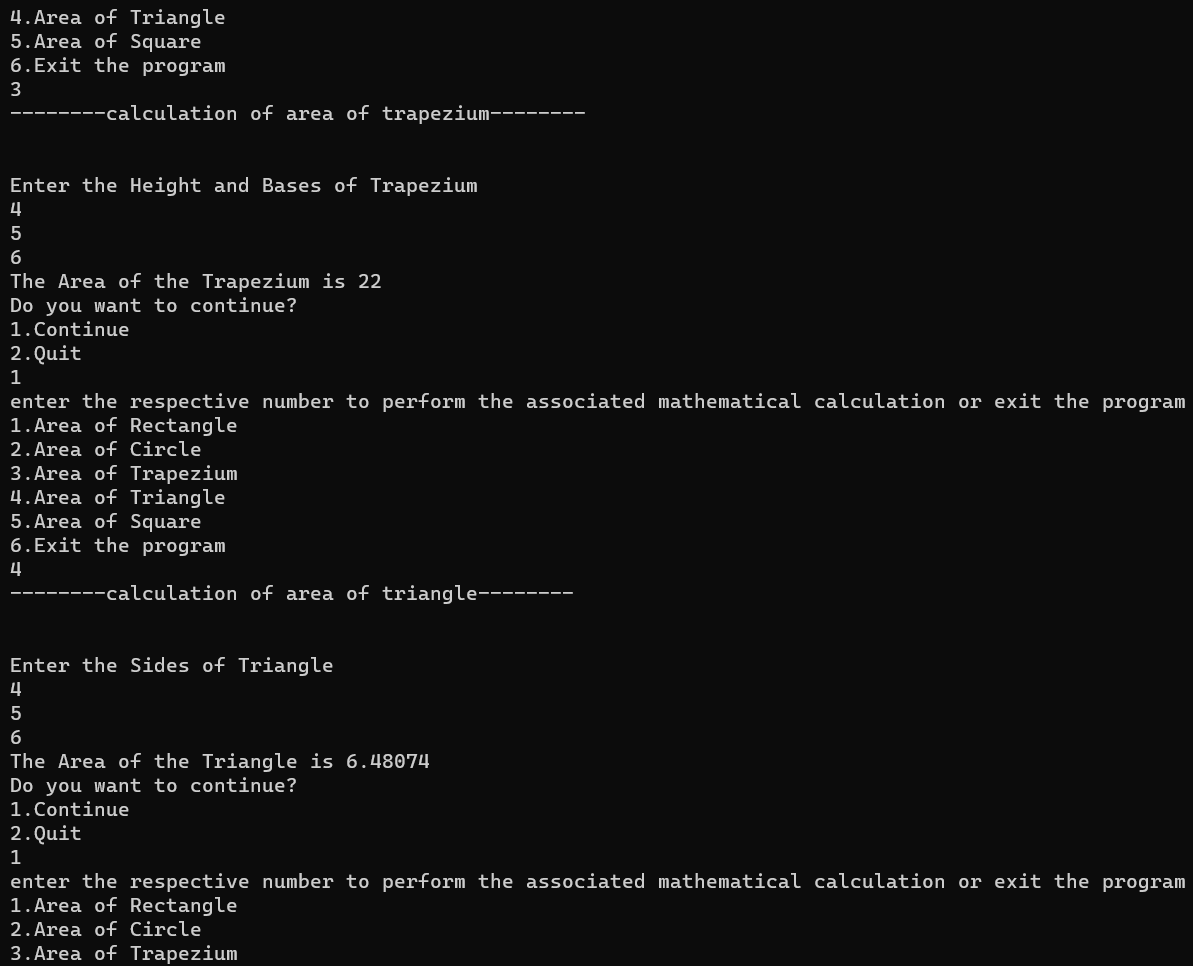 4.Area of Triangle
5.Area of Square
6.Exit the program
3
--------calculation of area of trapezium--------
Enter the Height and Bases of Trapezium
4
5
6
The Area of the Trapezium is 22
Do you want to continue?
1.Continue
2.Quit
1
enter the respective number to perform the associated mathematical calculation or exit the program
1.Area of Rectangle
2.Area of Circle
3.Area of Trapezium
4.Area of Triangle
5.Area of Square
6.Exit the program
4
--------calculation of area of triangle--------
Enter the Sides of Triangle
4
5
6
The Area of the Triangle is 6.48074
Do you want to continue?
1.Continue
2.Quit
1
enter the respective number to perform the associated mathematical calculation or exit the program
1.Area of Rectangle
2.Area of Circle
3.Area of Trapezium